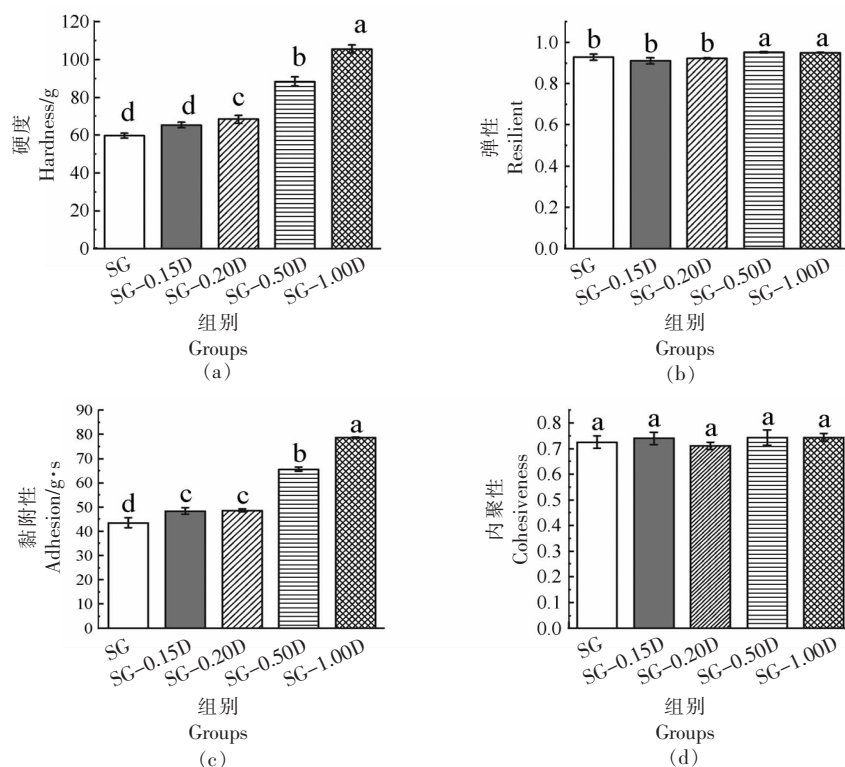 120
100
80
60
40
20
0
硬度
Hardness/g
d
d
c
b
a
SG
SG-0.15D
SG-0.20D
SG-0.50D
SG-1.00D
组别
Groups
(a)
1.0
0.8
0.6
0.4
0.2
0.0
弹性
Resilient
b
b
b
a
a
SG
SG-0.15D
SG-0.20D
SG-0.50D
SG-1.00D
组别
Groups
(b)
90
80
70
60
50
40
30
20
10
0
黏附性
Adhesion/g•s
d
c
c
b
a
SG
SG-0.15D
SG-0.20D
SG-0.50D
SG-1.00D
组别
Groups
(c)
0.8
0.7
0.6
0.5
0.4
0.3
0.2
0.1
0.0
内聚性
Cohesiveness
a
a
a
a
a
SG
SG-0.15D
SG-0.20D
SG-0.50D
SG-1.00D
组别
Groups
(d)